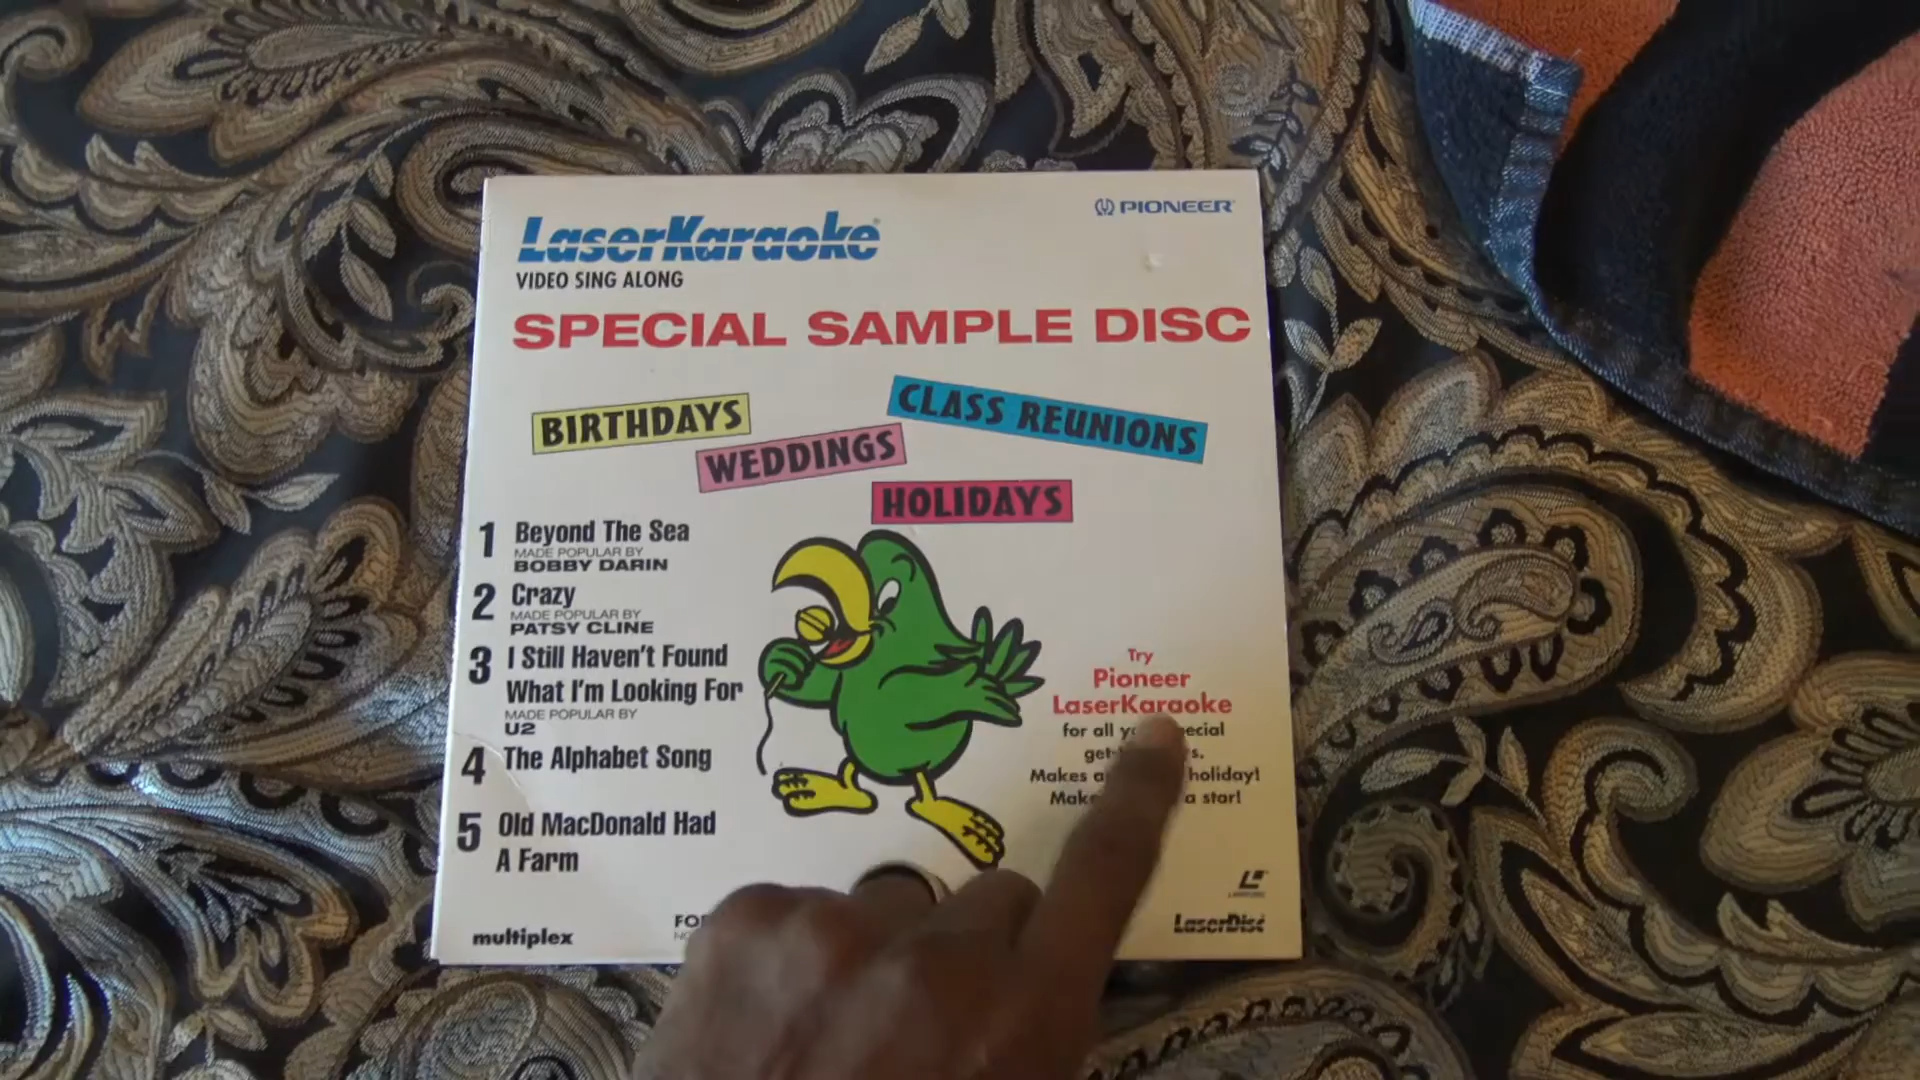 LaserKaraoke®
PIONEER
VIDEO SING ALONG
SPECIAL SAMPLE DISC
BIRTHDAYS
CLASS REUNIONS
WEDDINGS
HOLIDAYS
1 Beyond The Sea
MADE POPULAR BY
BOBBY DARIN
2 Crazy
MADE POPULAR BY
PATSY CLINE
3 I Still Haven't Found
What I'm Looking For
MADE POPULAR BY
U2
4 The Alphabet Song
5 Old MacDonald Had
A Farm
Try
Pioneer
LaserKaraoke
for all
Makes holiday!
a star!
multiplex
LaserDisc